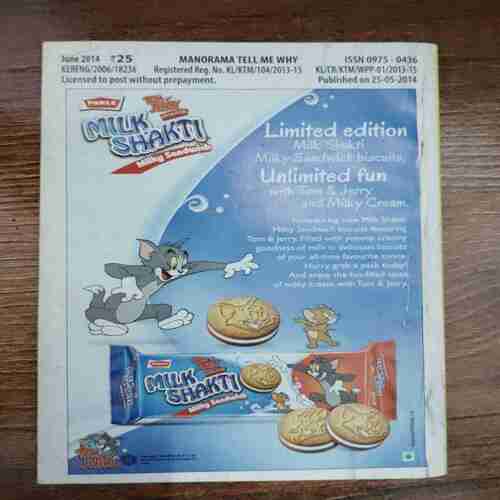 June 2014 ₹25 MANORAMA TELL ME WHY ISSN 0975 - 0436
KERENG/2006/18236 Registered Reg. No. KL/KTM/104/2013-15 KL/CR/KTM/WPP-01/2013-15
Licensed to post without prepayment. Published on 25-05-2014
PARLE
Tom and Jerry
MILK
SHAKTI
Milky Sandwich
Limited edition
Milk Shakti
Milky Sandwich biscuits,
Unlimited fun
with Tom & Jerry
and Milky Cream.
Introducing new Milk Shakti
Milky Sandwich biscuits featuring
Tom & Jerry. Filled with yummy creamy
goodness of milk in delicious biscuits
of your all-time favourite toons.
Hurry grab a pack today!
And enjoy the fun-filled taste
of milky cream with Tom & Jerry.
PARLE
MILK
SHAKTI
Milky Sandwich